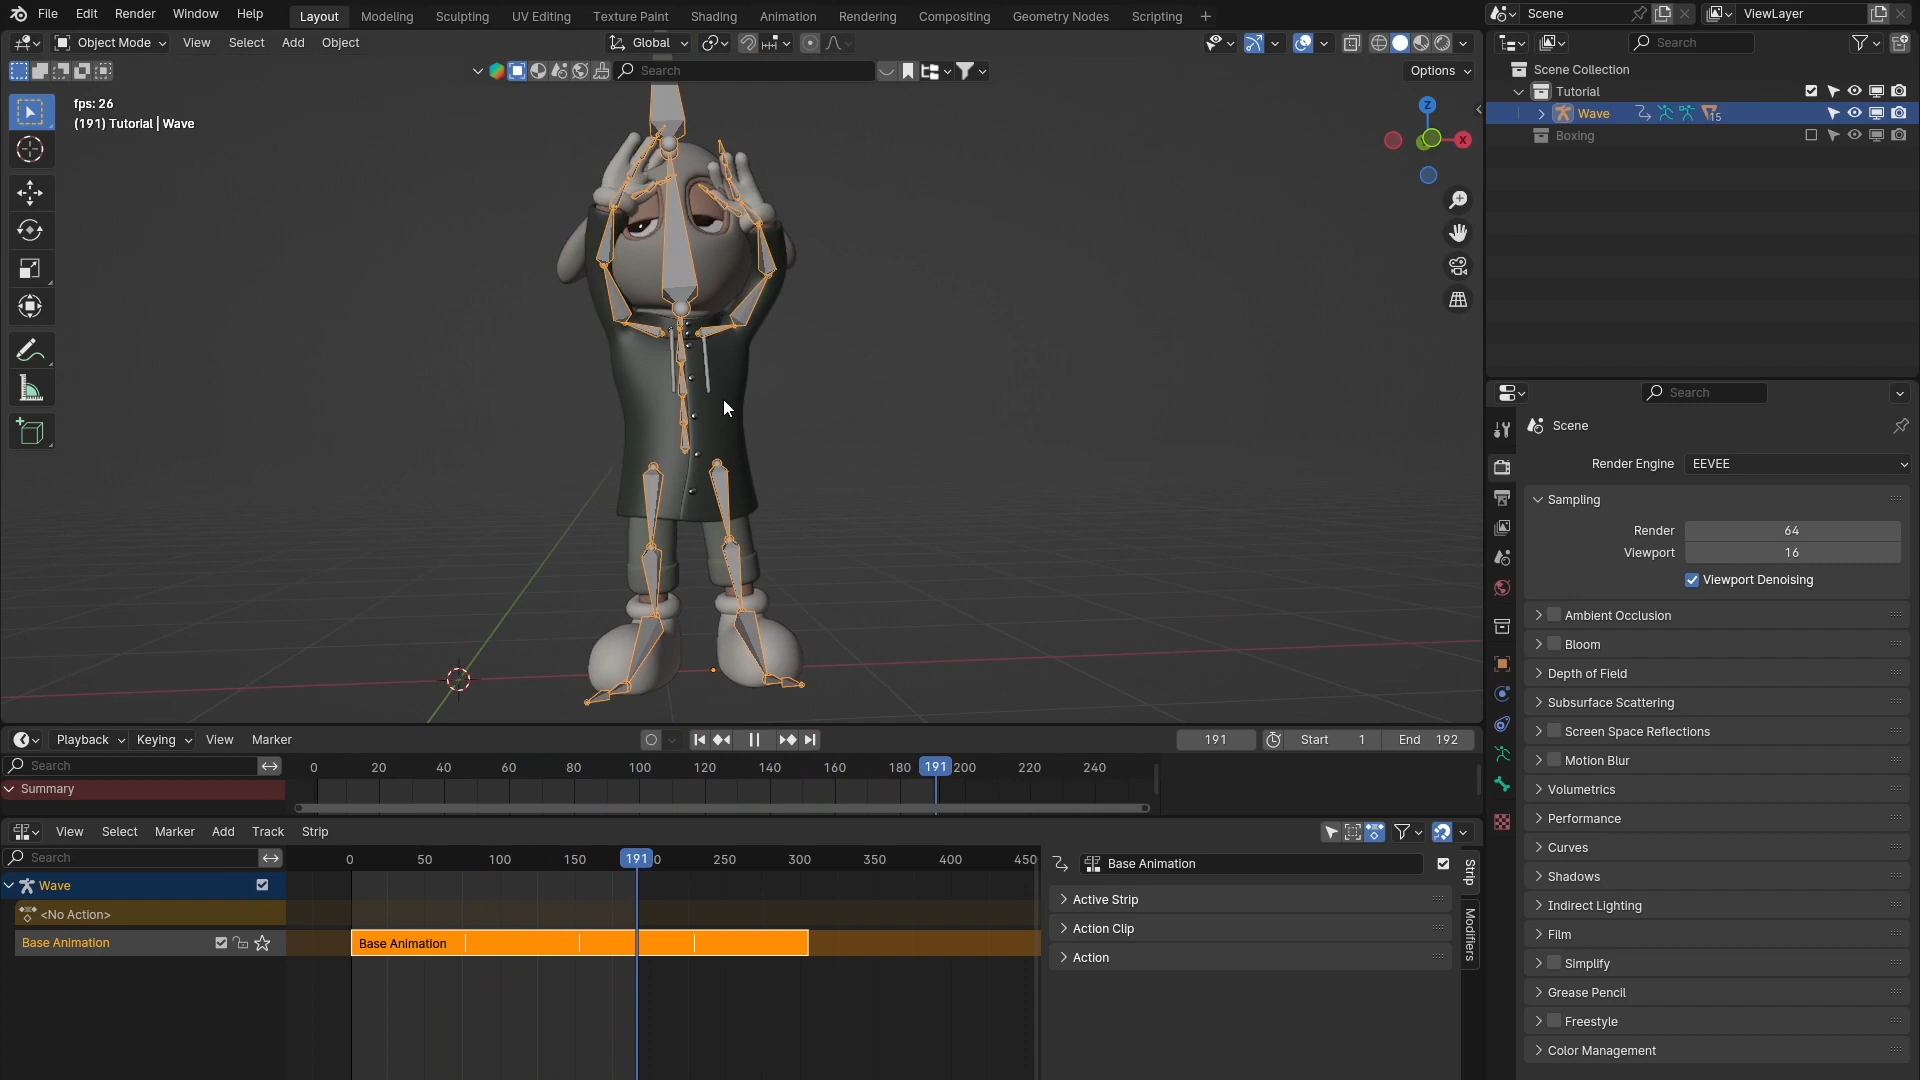 File Edit Render Window Help Layout Modeling Sculpting UV Editing Texture Paint Shading Animation Rendering Compositing Geometry Nodes Scripting + Scene ViewLayer
Object Mode View Select Add Object Global Search
Search Options
fps: 26
(191) Tutorial | Wave
Z
X
Scene Collection
Tutorial
Wave 15
Boxing
Search
Scene
Render Engine EEVEE
Sampling
Render 64
Viewport 16
Viewport Denoising
Ambient Occlusion
Bloom
Depth of Field
Subsurface Scattering
Screen Space Reflections
Motion Blur
Volumetrics
Performance
Curves
Shadows
Indirect Lighting
Film
Simplify
Grease Pencil
Freestyle
Color Management
Playback Keying View Marker 191 Start 1 End 192
Search 0 20 40 60 80 100 120 140 160 180 191 200 220 240
Summary
View Select Marker Add Track Strip
Search 0 50 100 150 191 0 250 300 350 400 450
Wave
<No Action>
Base Animation Base Animation
Base Animation
Active Strip
Action Clip
Action
Strip
Modifiers